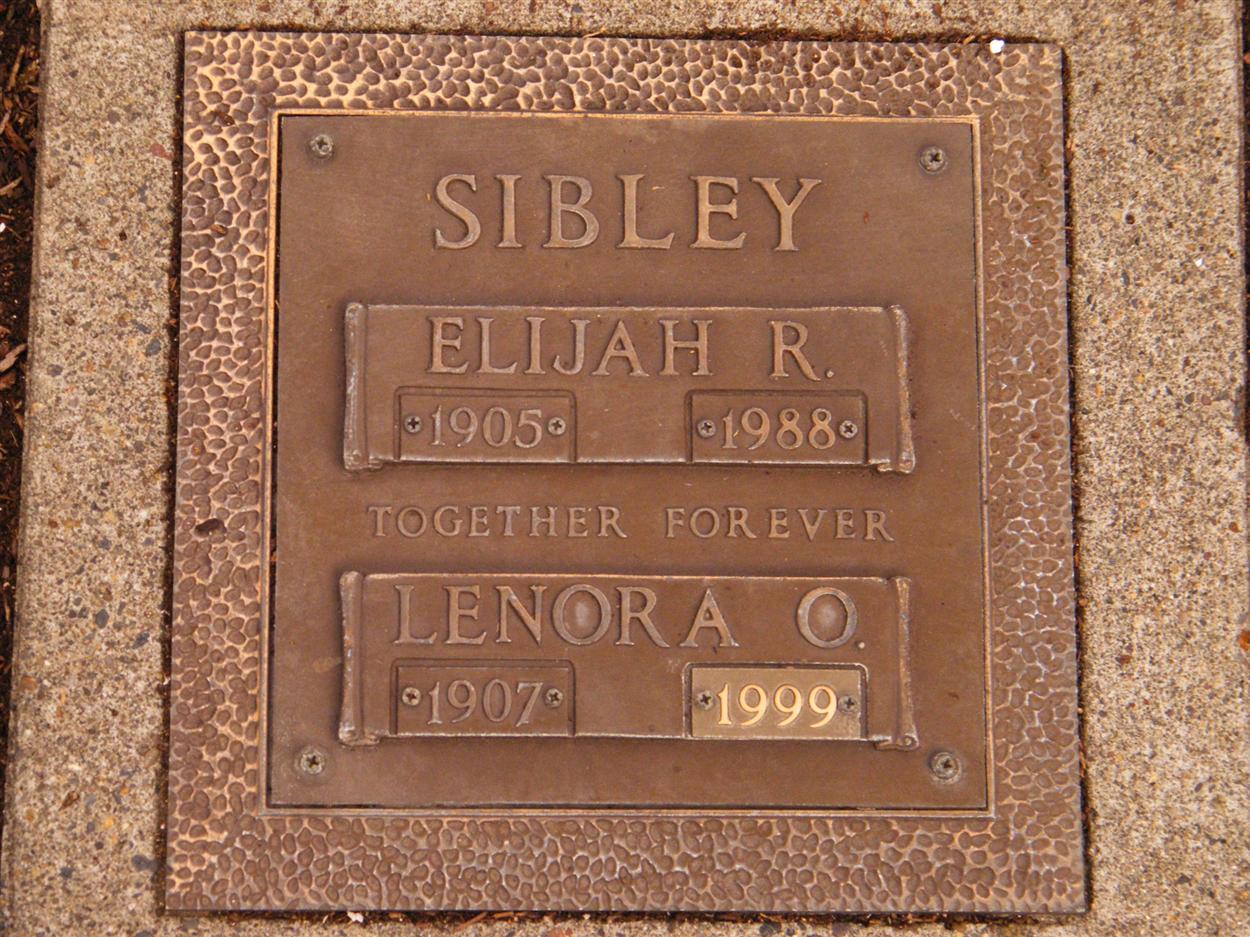 SIBLEY
ELIJAH R.
1905 1988
TOGETHER FOREVER
LENORA O.
1907 1999